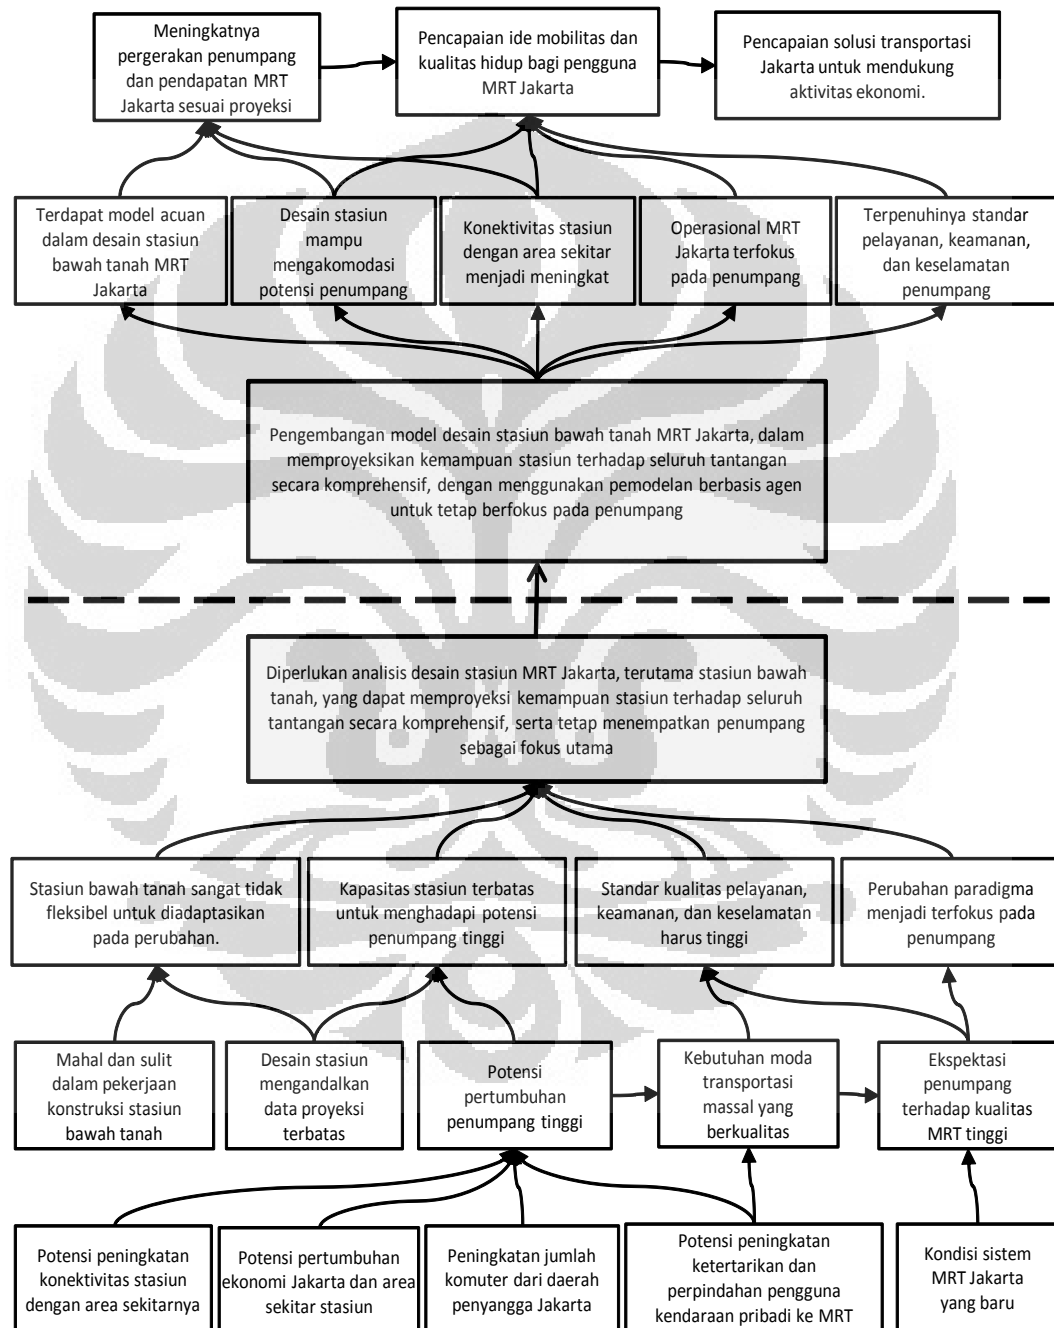 Meningkatnya
pergerakan penumpang
dan pendapatan MRT
Jakarta sesuai proyeksi
Pencapaian ide mobilitas dan
kualitas hidup bagi pengguna
MRT Jakarta
Pencapaian solusi transportasi
Jakarta untuk mendukung
aktivitas ekonomi.
Terdapat model acuan
dalam desain stasiun
bawah tanah MRT
Jakarta
Desain stasiun
mampu
mengakomodasi
potensi penumpang
Konektivitas stasiun
dengan area sekitar
menjadi meningkat
Operasional MRT
Jakarta terfokus
pada penumpang
Terpenuhinya standar
pelayanan, keamanan,
dan keselamatan
penumpang
Pengembangan model desain stasiun bawah tanah MRT Jakarta, dalam
memproyeksikan kemampuan stasiun terhadap seluruh tantangan
secara komprehensif, dengan menggunakan pemodelan berbasis agen
untuk tetap berfokus pada penumpang
Diperlukan analisis desain stasiun MRT Jakarta, terutama stasiun bawah
tanah, yang dapat memproyeksi kemampuan stasiun terhadap seluruh
tantangan secara komprehensif, serta tetap menempatkan penumpang
sebagai fokus utama
Stasiun bawah tanah sangat tidak
fleksibel untuk diadaptasikan
pada perubahan.
Kapasitas stasiun terbatas
untuk menghadapi potensi
penumpang tinggi
Standar kualitas pelayanan,
keamanan, dan keselamatan
harus tinggi
Perubahan paradigma
menjadi terfokus pada
penumpang
Mahal dan sulit
dalam pekerjaan
konstruksi stasiun
bawah tanah
Desain stasiun
mengandalkan
data proyeksi
terbatas
Potensi
pertumbuhan
penumpang tinggi
Kebutuhan moda
transportasi
massal yang
berkualitas
Ekspektasi
penumpang
terhadap kualitas
MRT tinggi
Potensi peningkatan
konektivitas stasiun
dengan area sekitarnya
Potensi pertumbuhan
ekonomi Jakarta dan area
sekitar stasiun
Peningkatan jumlah
komuter dari daerah
penyangga Jakarta
Potensi peningkatan
ketertarikan dan
perpindahan pengguna
kendaraan pribadi ke MRT
Kondisi sistem
MRT Jakarta
yang baru